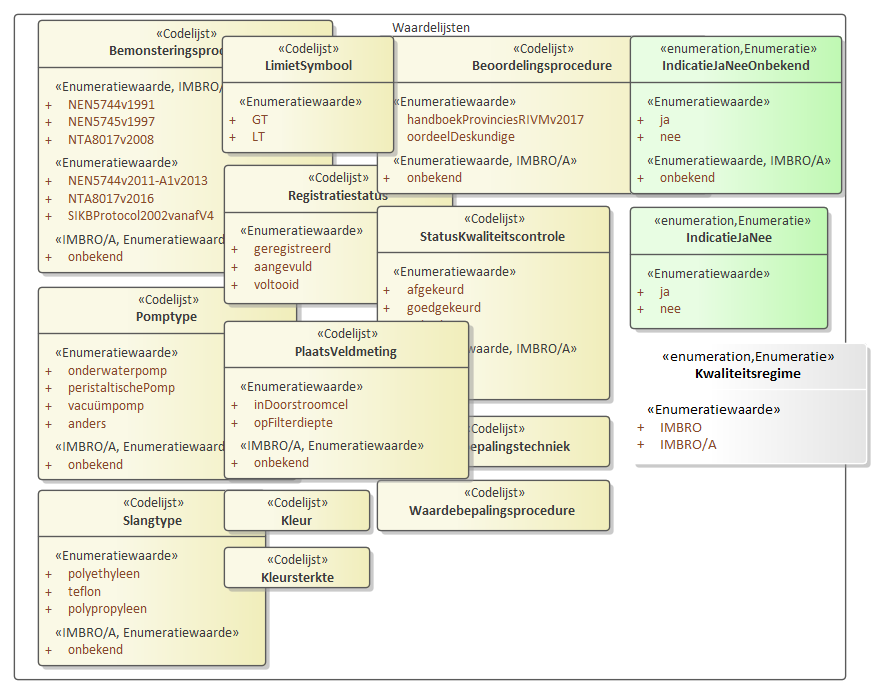 Waardelijsten
«Codelijst»
«Enumeratiewaarde, IMBRO/
+ NEN5744v1991
+ NEN5745v1997
+ NTA8017v2008
«Enumeratiewaarde»
+ NEN5744v2011-A1v2013
+ NTA8017v2016
+ SIKBProtocol2002vanafV4
«IMBRO/A, Enumeratiewaarde
+ onbekend
«Codelijst»
LimietSymbool
«Enumeratiewaarde»
+ GT
+ LT
«Codelijst»
Beoordelingsprocedure
«Enumeratiewaarde»
handboekProvinciesRIVMv2017
oordeelDeskundige
«Enumeratiewaarde, IMBRO/A»
+ onbekend
«enumeration,Enumeratie»
IndicatieJaNeeOnbekend
«Enumeratiewaarde»
+ ja
+ nee
«Enumeratiewaarde, IMBRO/A»
+ onbekend
«Codelijst»
Registratiestatus
«Enumeratiewaarde»
+ geregistreerd
+ aangevuld
+ voltooid
«Codelijst»
StatusKwaliteitscontrole
«Enumeratiewaarde»
+ afgekeurd
+ goedgekeurd
IMBRO/A»
«enumeration,Enumeratie»
IndicatieJaNee
«Enumeratiewaarde»
+ ja
+ nee
«Codelijst»
Pomptype
«Enumeratiewaarde»
+ onderwaterpomp
+ peristaltischePomp
+ vacuümpomp
+ anders
«IMBRO/A, Enumeratiewaarde
+ onbekend
«Codelijst»
PlaatsVeldmeting
«Enumeratiewaarde»
+ inDoorstroomcel
+ opFilterdiepte
«IMBRO/A, Enumeratiewaarde»
+ onbekend
«enumeration,Enumeratie»
Kwaliteitsregime
«Enumeratiewaarde»
+ IMBRO
+ IMBRO/A
Codelijst»
epalingstechniek
«Codelijst»
Slangtype
«Enumeratiewaarde»
+ polyethyleen
+ teflon
+ polypropyleen
«IMBRO/A, Enumeratiewaarde»
+ onbekend
«Codelijst»
Kleur
«Codelijst»
Kleursterkte
«Codelijst»
Waardebepalingsprocedure